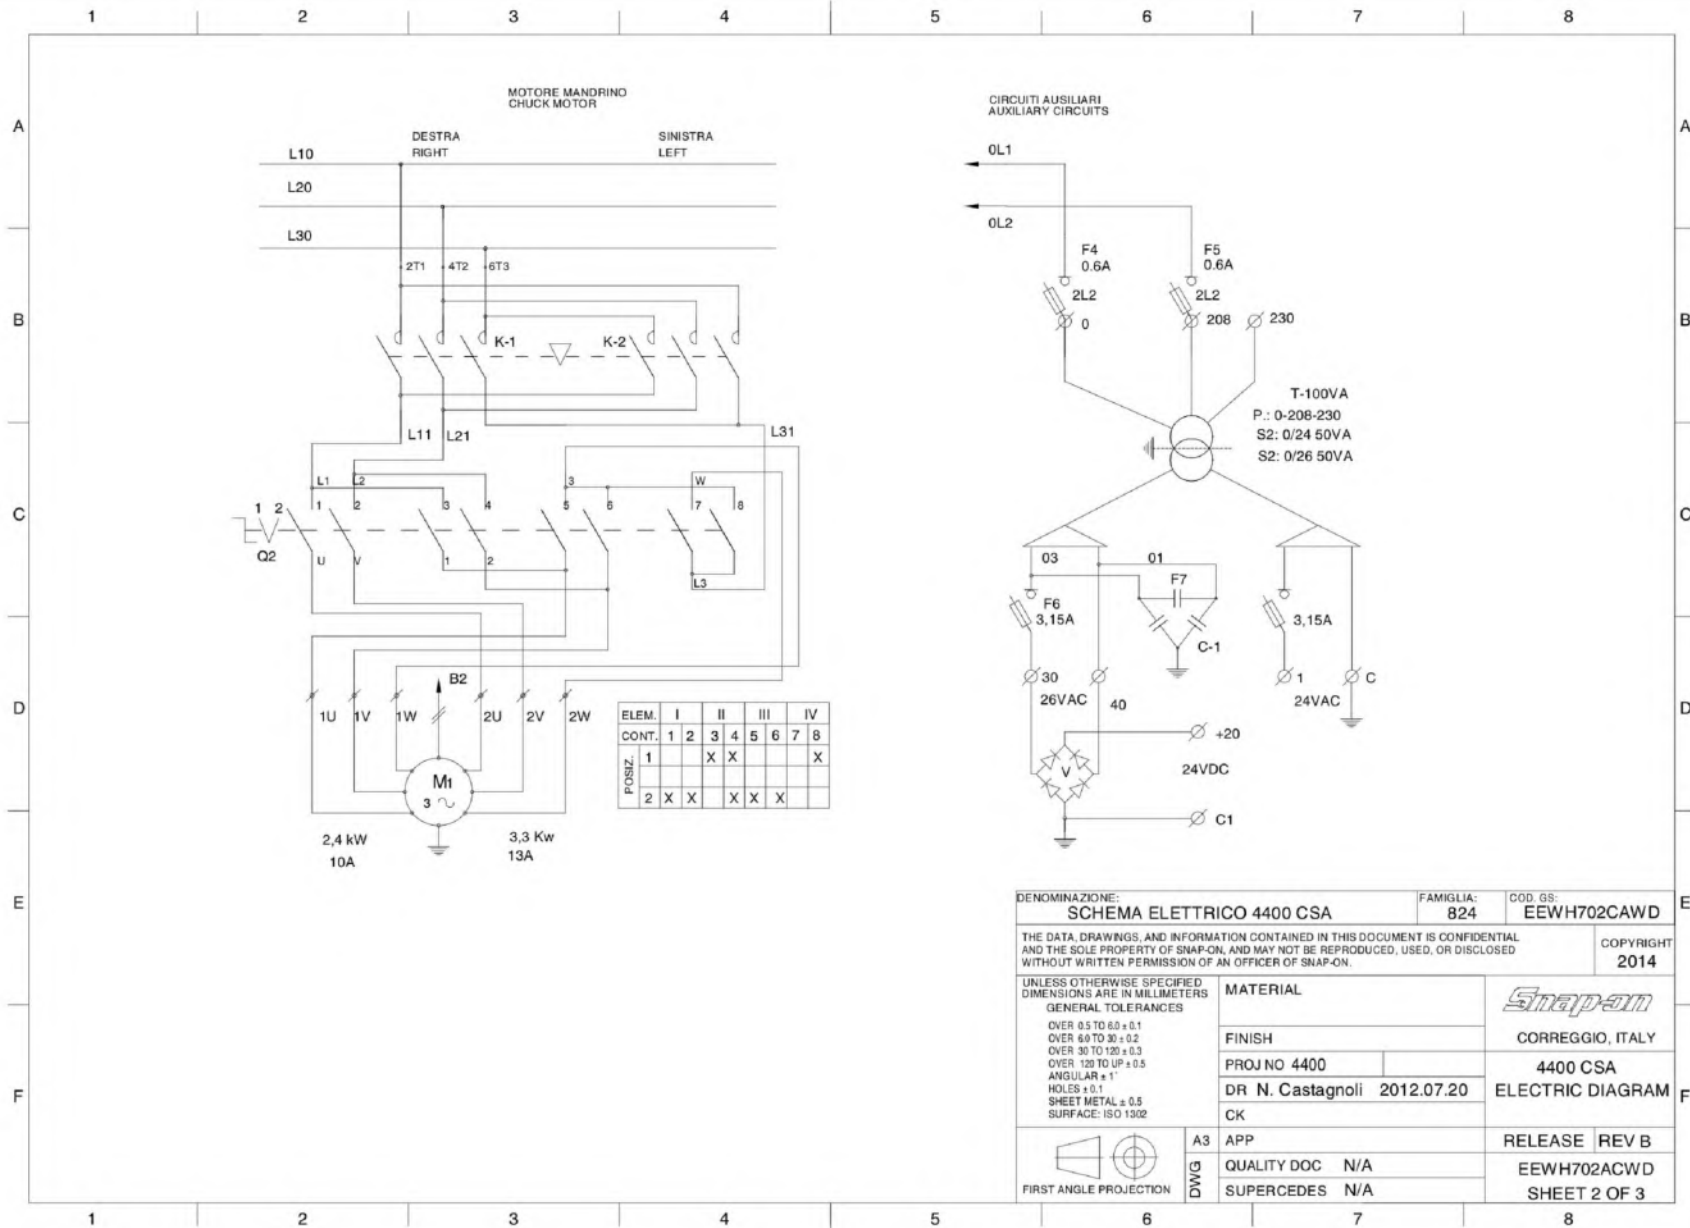 1 2 3 4 5 6 7 8
A
B
C
D
E
F
MOTORE MANDRINO
CHUCK MOTOR
DESTRA
RIGHT
SINISTRA
LEFT
L10
L20
L30
2T1 4T2 6T3
K-1
K-2
L11 L21
L31
L1 L2
3
W
1 2
1 2 3 4 5 6 7 8
Q2
U V 1 2
L3
B2
1U 1V 1W 2U 2V 2W
M1
3
2,4 kW
10A
3,3 Kw
13A
ELEM. I II III IV
CONT. 1 2 3 4 5 6 7 8
POSIZ.
1 X X X
2 X X X X X
CIRCUITI AUSILIARI
AUXILIARY CIRCUITS
0L1
0L2
F4
0.6A
2L2
0
F5
0.6A
2L2
208
230
T-100VA
P.: 0-208-230
S2: 0/24 50VA
S2: 0/26 50VA
03
01
F7
F6
3,15A
C-1
3,15A
30
26VAC
40
1
C
24VAC
+20
V
24VDC
C1
DENOMINAZIONE:
SCHEMA ELETTRICO 4400 CSA
FAMIGLIA:
824
COD. GS:
EEWH702CAWD
THE DATA, DRAWINGS, AND INFORMATION CONTAINED IN THIS DOCUMENT IS CONFIDENTIAL
AND THE SOLE PROPERTY OF SNAP-ON, AND MAY NOT BE REPRODUCED, USED, OR DISCLOSED
WITHOUT WRITTEN PERMISSION OF AN OFFICER OF SNAP-ON.
COPYRIGHT
2014
UNLESS OTHERWISE SPECIFIED
DIMENSIONS ARE IN MILLIMETERS
GENERAL TOLERANCES
OVER 0.5 TO 6.0 ± 0.1
OVER 6.0 TO 30 ± 0.2
OVER 30 TO 120 ± 0.3
OVER 120 TO UP ± 0.5
ANGULAR ± 1°
HOLES ± 0.1
SHEET METAL ± 0.5
SURFACE: ISO 1302
MATERIAL
FINISH
PROJ NO 4400
DR N. Castagnoli 2012.07.20
CK
Snap-on
CORREGGIO, ITALY
4400 CSA
ELECTRIC DIAGRAM
FIRST ANGLE PROJECTION
A3
DWG
APP
QUALITY DOC N/A
SUPERCEDES N/A
RELEASE REV B
EEWH702ACWD
SHEET 2 OF 3
A
B
C
D
E
F
1 2 3 4 5 6 7 8